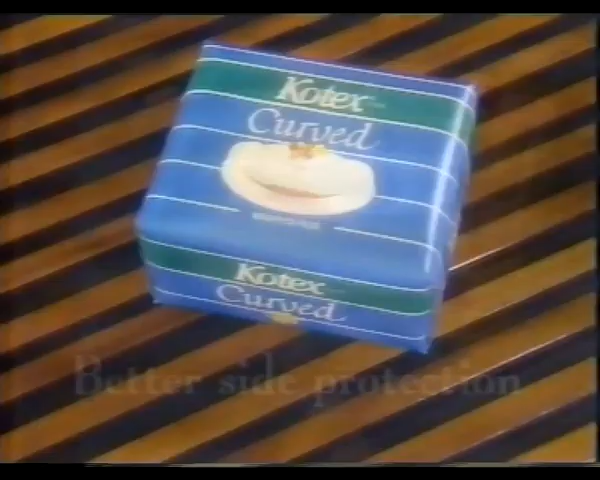 Kotex
Curved
Kotex
Curved
Better side protection